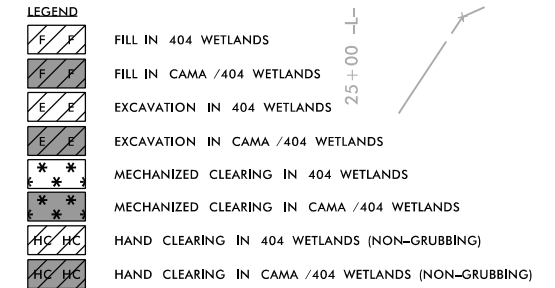 LEGEND
F F FILL IN 404 WETLANDS
F F FILL IN CAMA /404 WETLANDS
E E EXCAVATION IN 404 WETLANDS
E E EXCAVATION IN CAMA /404 WETLANDS
MECHANIZED CLEARING IN 404 WETLANDS
MECHANIZED CLEARING IN CAMA /404 WETLANDS
HC HC HAND CLEARING IN 404 WETLANDS (NON-GRUBBING)
HC HC HAND CLEARING IN CAMA /404 WETLANDS (NON-GRUBBING)
25+00 -L-